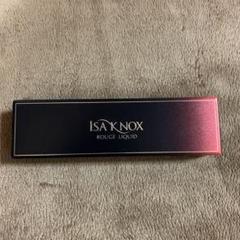 ISA KNOX
ROUGE LIQUID